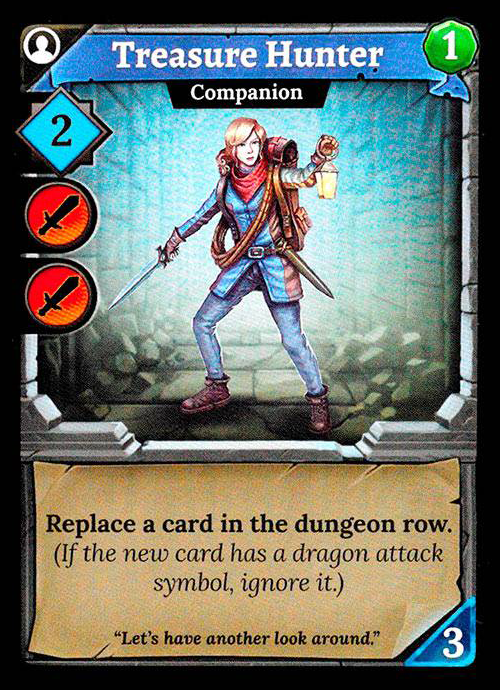 Treasure Hunter
1
Companion
2
Replace a card in the dungeon row.
(If the new card has a dragon attack
symbol, ignore it.)
“Let’s have another look around.”
3